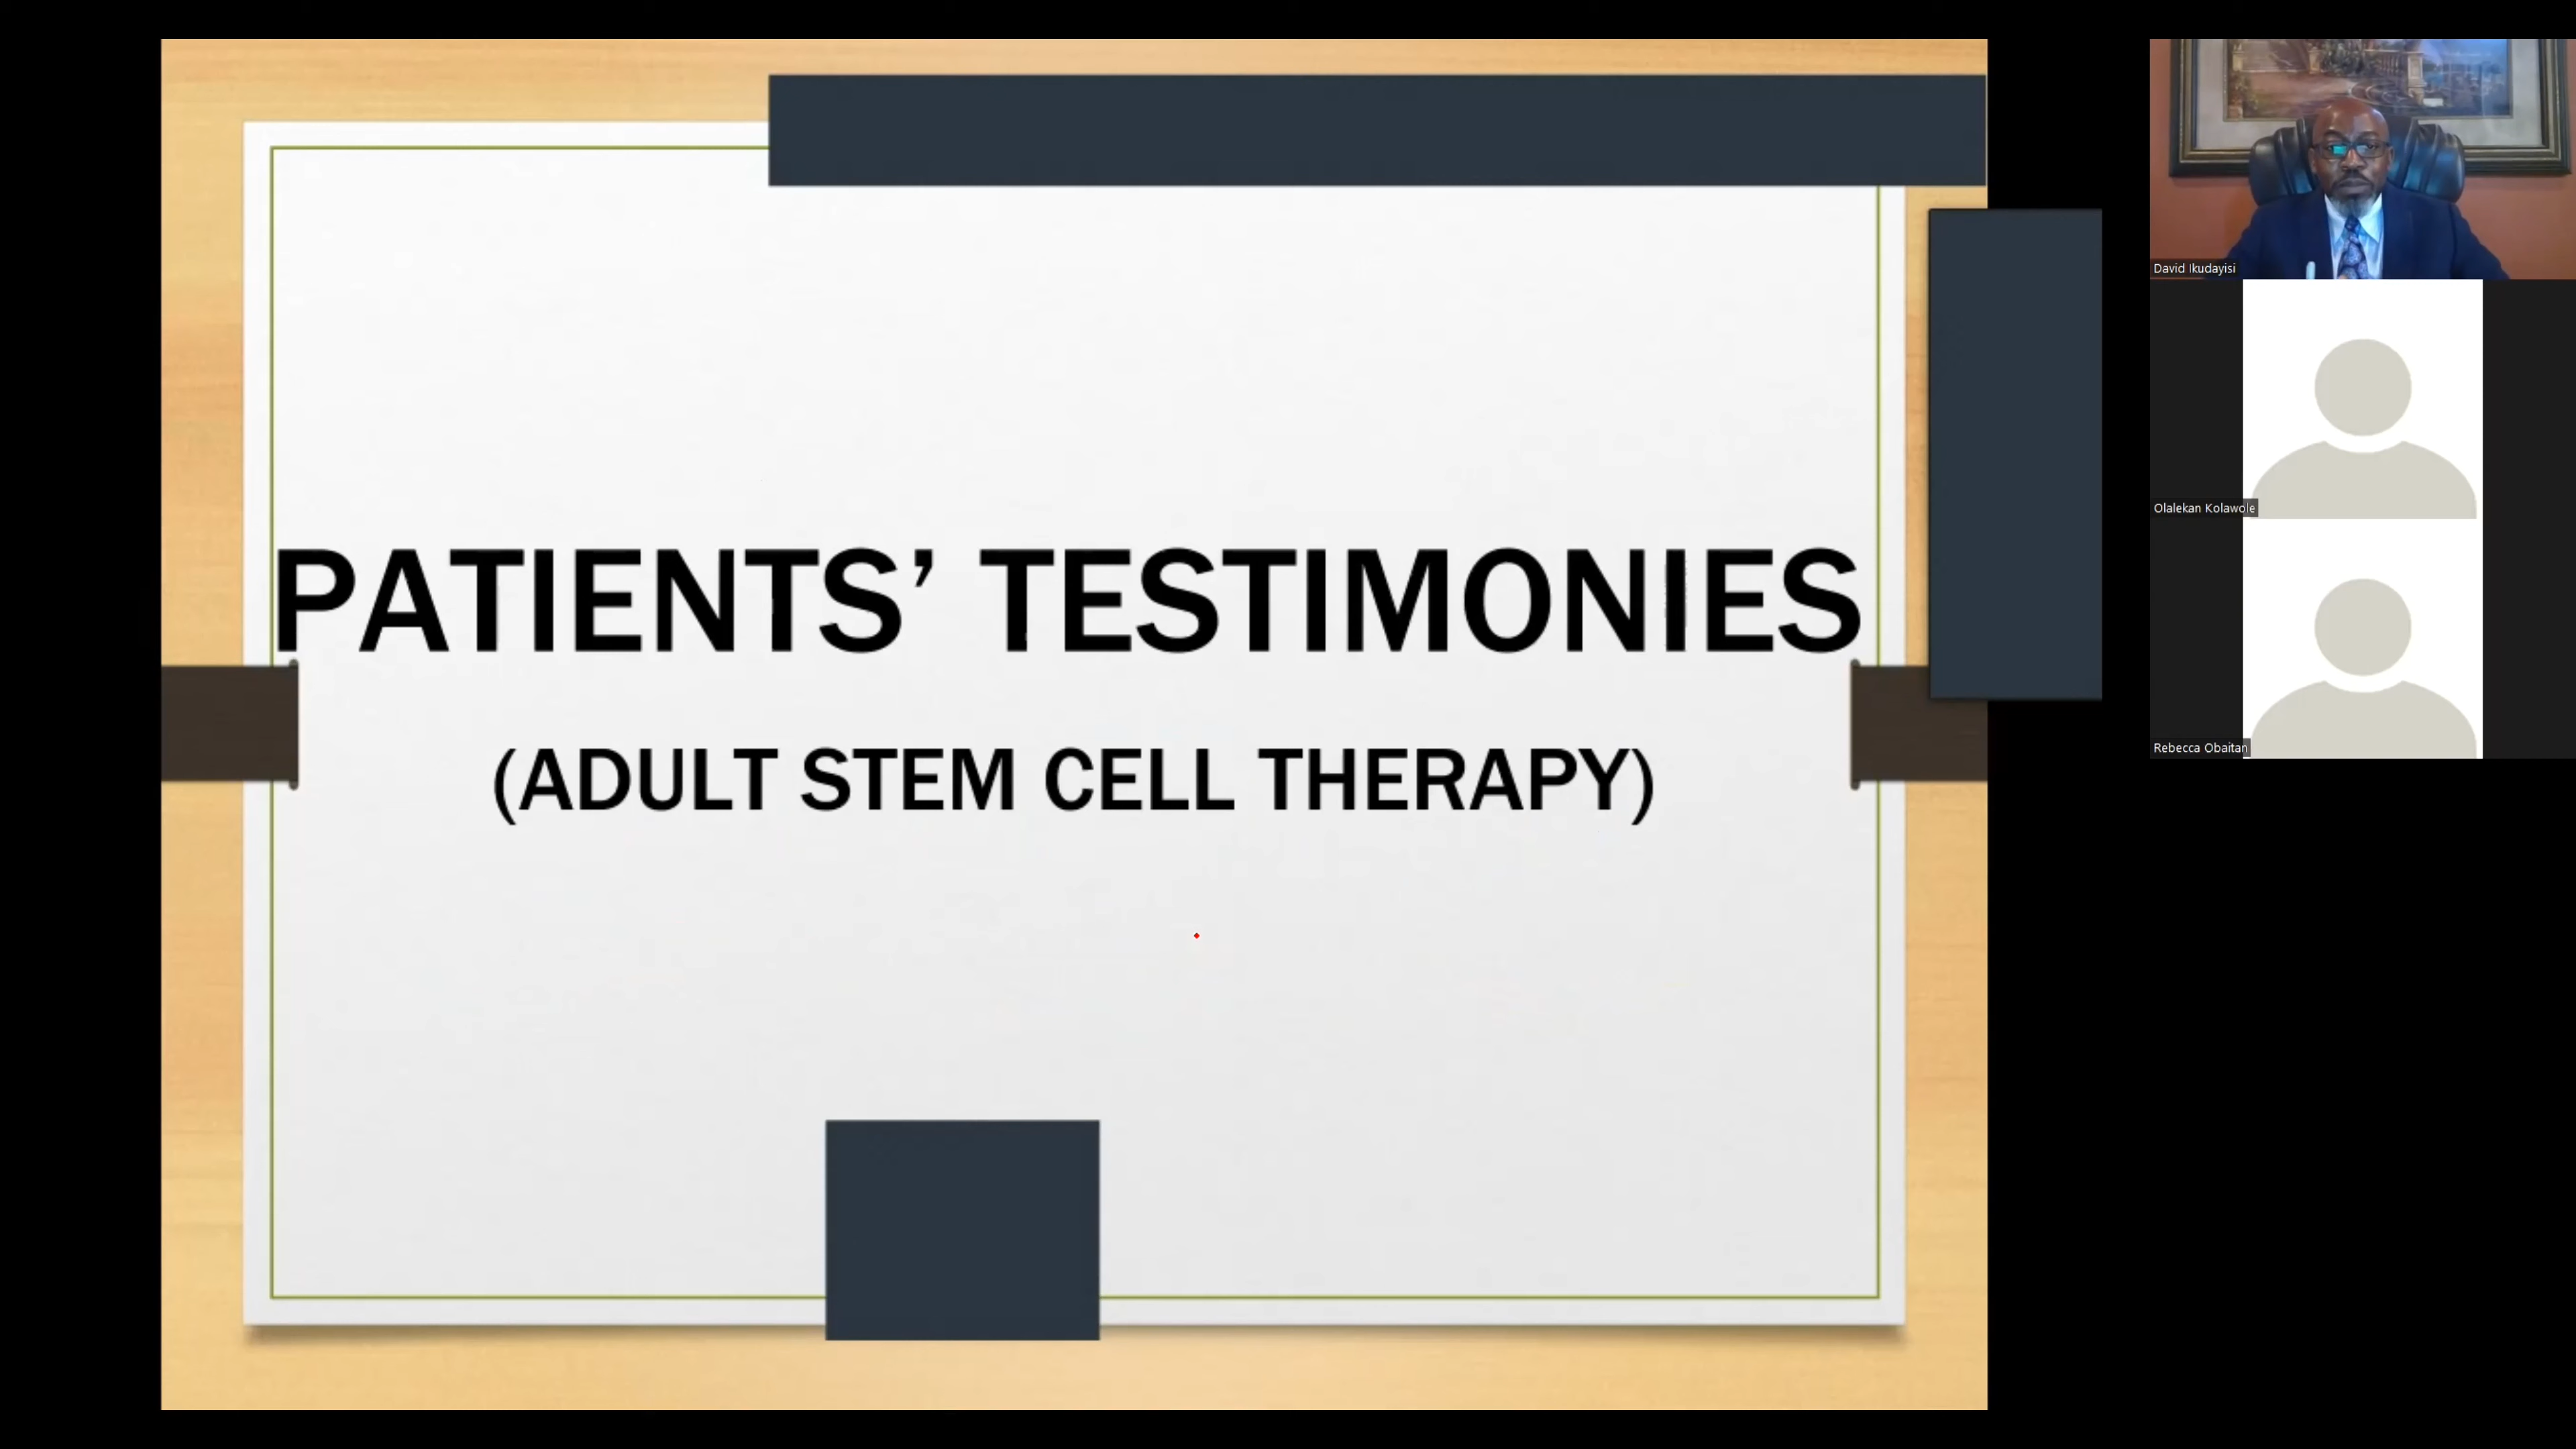 PATIENTS’ TESTIMONIES
(ADULT STEM CELL THERAPY)
David Ikudayisi
Olalekan Kolawole
Rebecca Obaitan